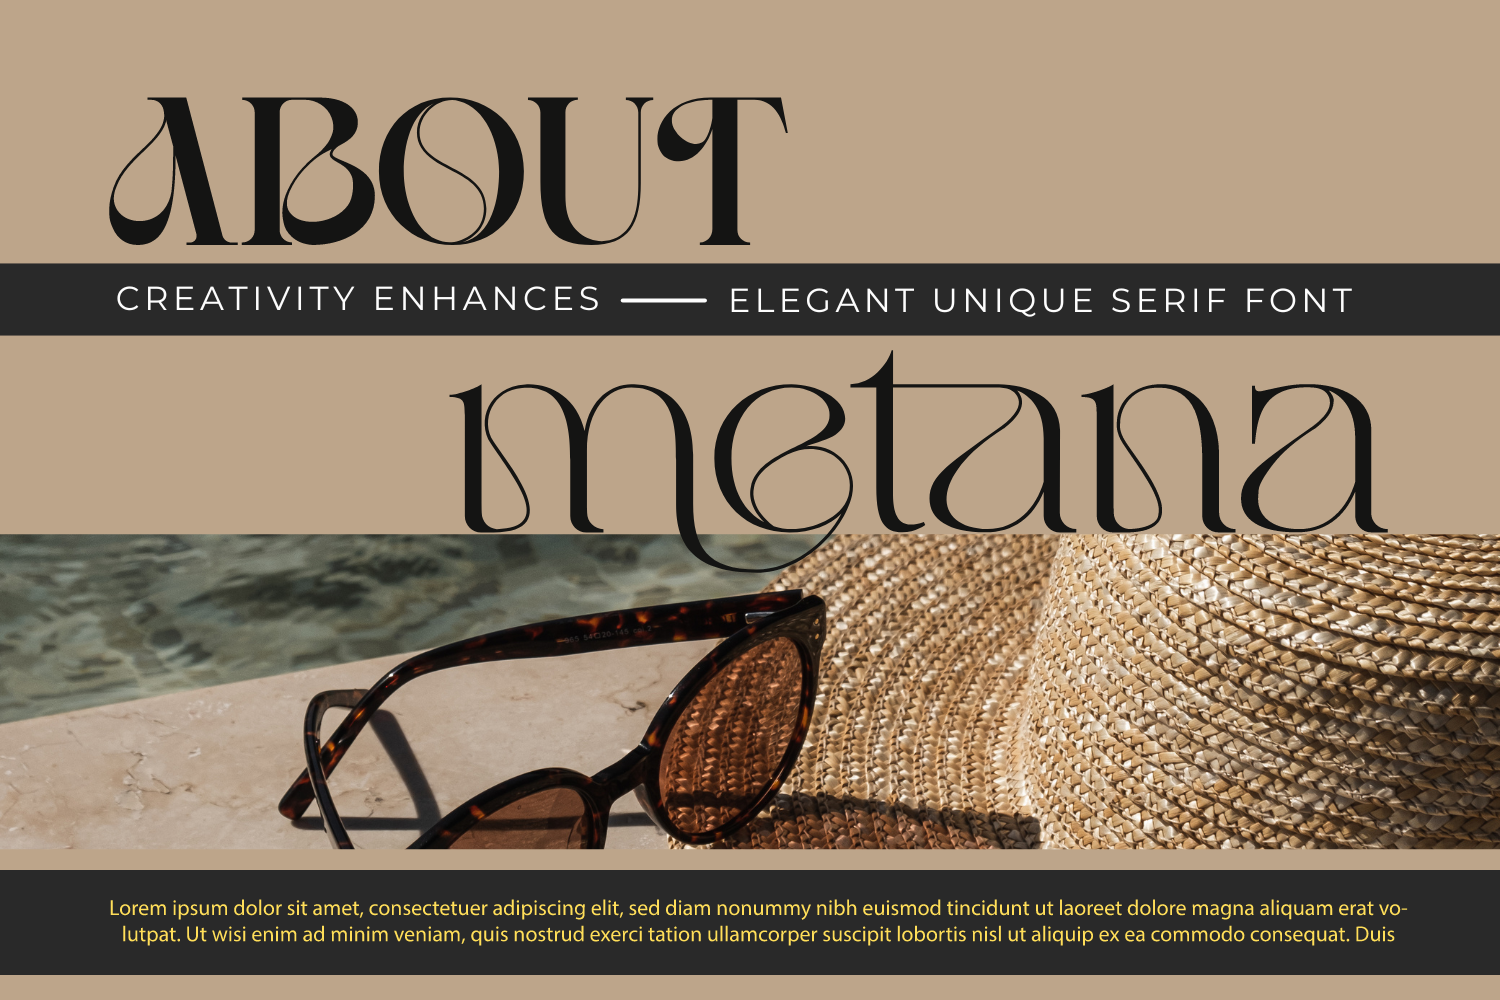 ABOUT
CREATIVITY ENHANCES — ELEGANT UNIQUE SERIF FONT
metana
Lorem ipsum dolor sit amet, consectetuer adipiscing elit, sed diam nonummy nibh euismod tincidunt ut laoreet dolore magna aliquam erat vo-
lutpat. Ut wisi enim ad minim veniam, quis nostrud exerci tation ullamcorper suscipit lobortis nisl ut aliquip ex ea commodo consequat. Duis